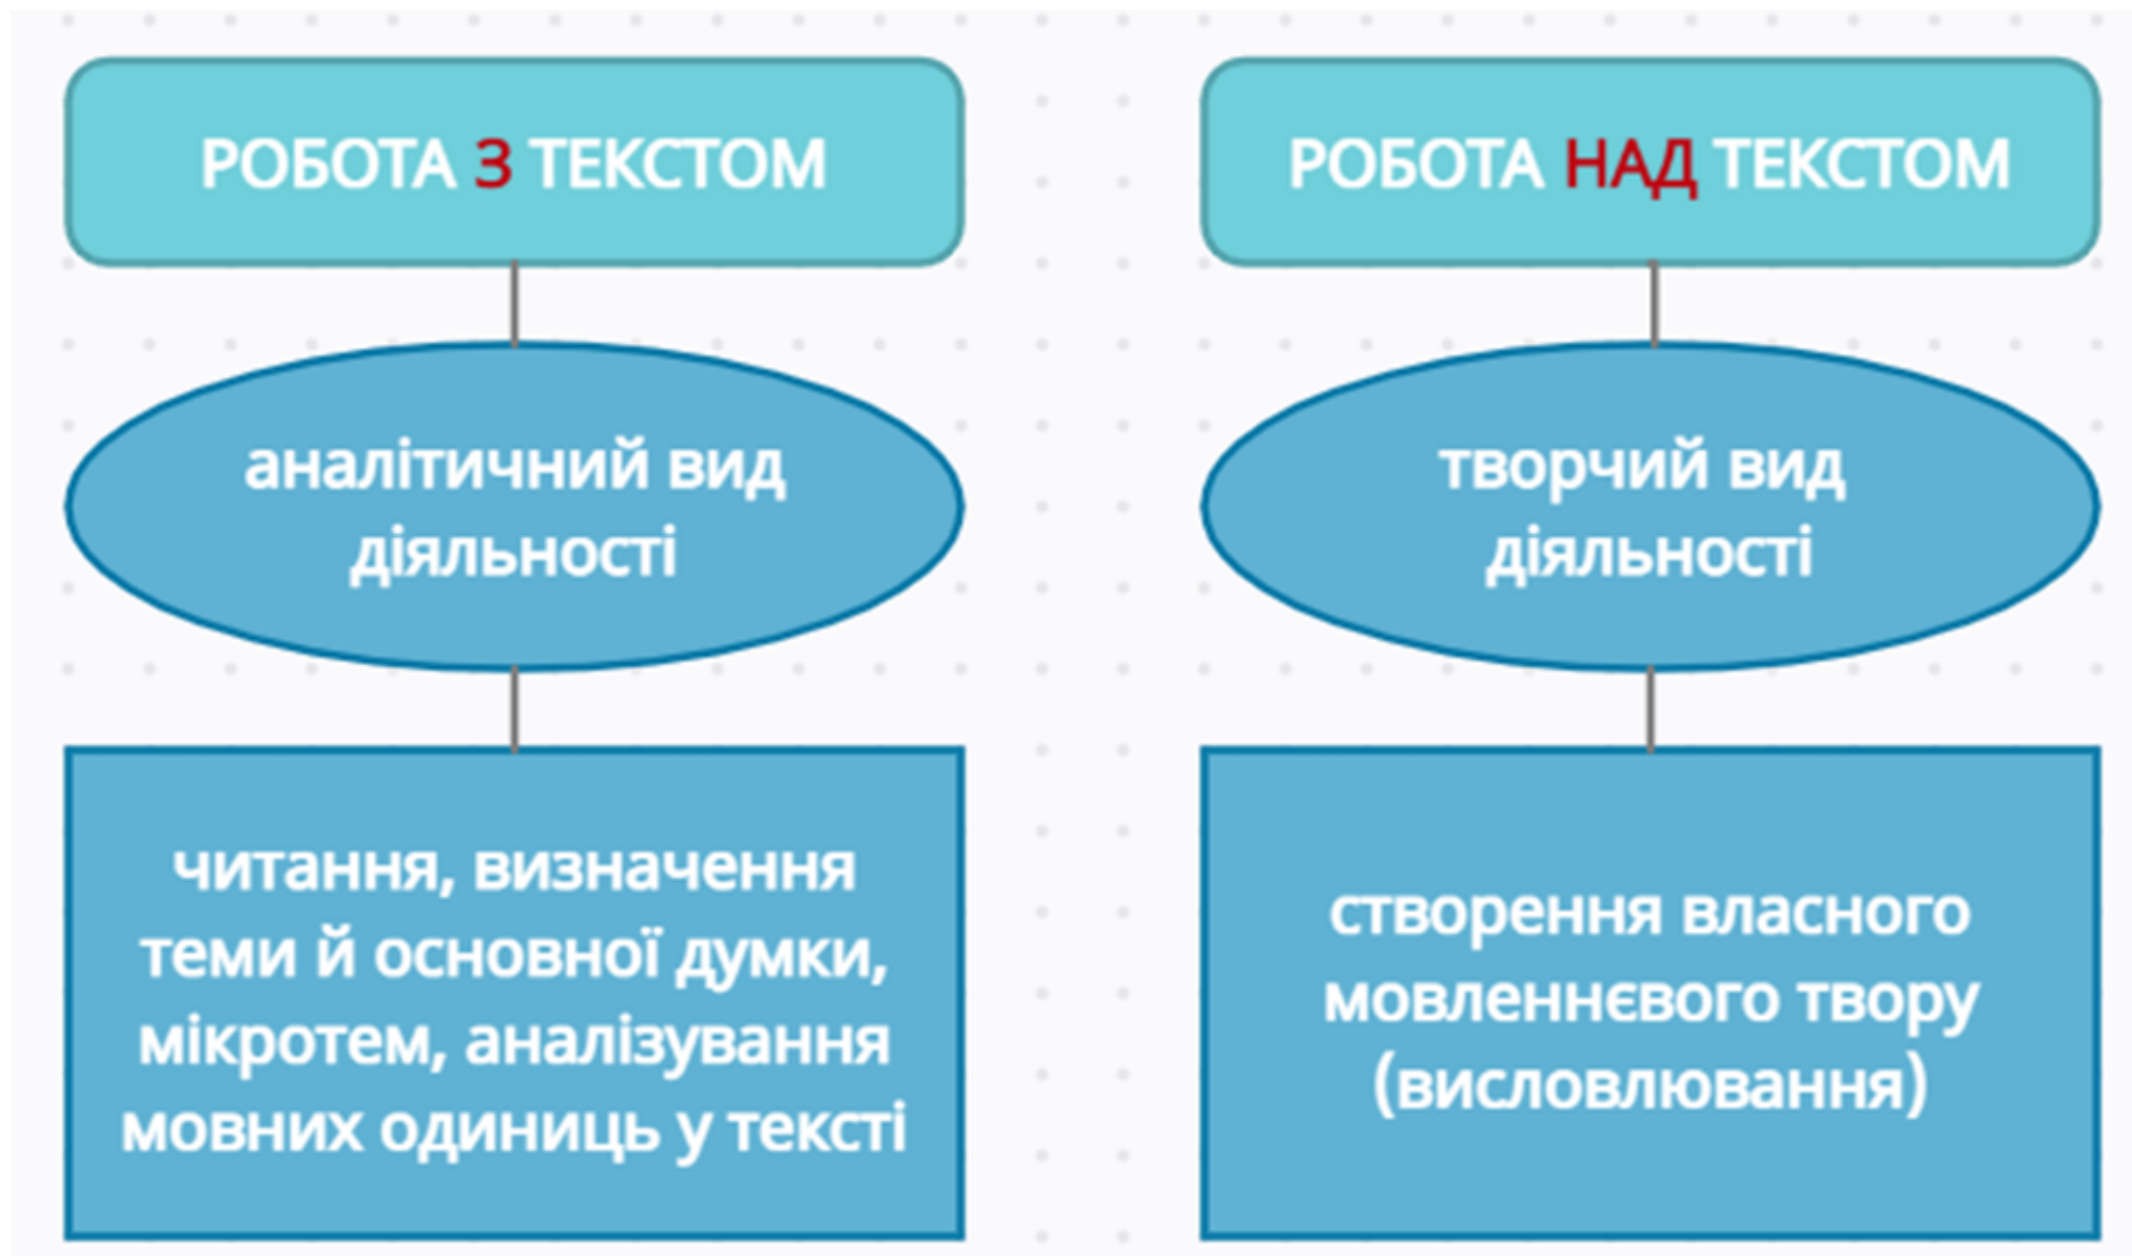 РОБОТА З ТЕКСТОМ
аналітичний вид
діяльності
читання, визначення
теми й основної думки,
мікротем, аналізування
мовних одиниць у тексті
РОБОТА НАД ТЕКСТОМ
творчий вид
діяльності
створення власного
мовленнєвого твору
(висловлювання)